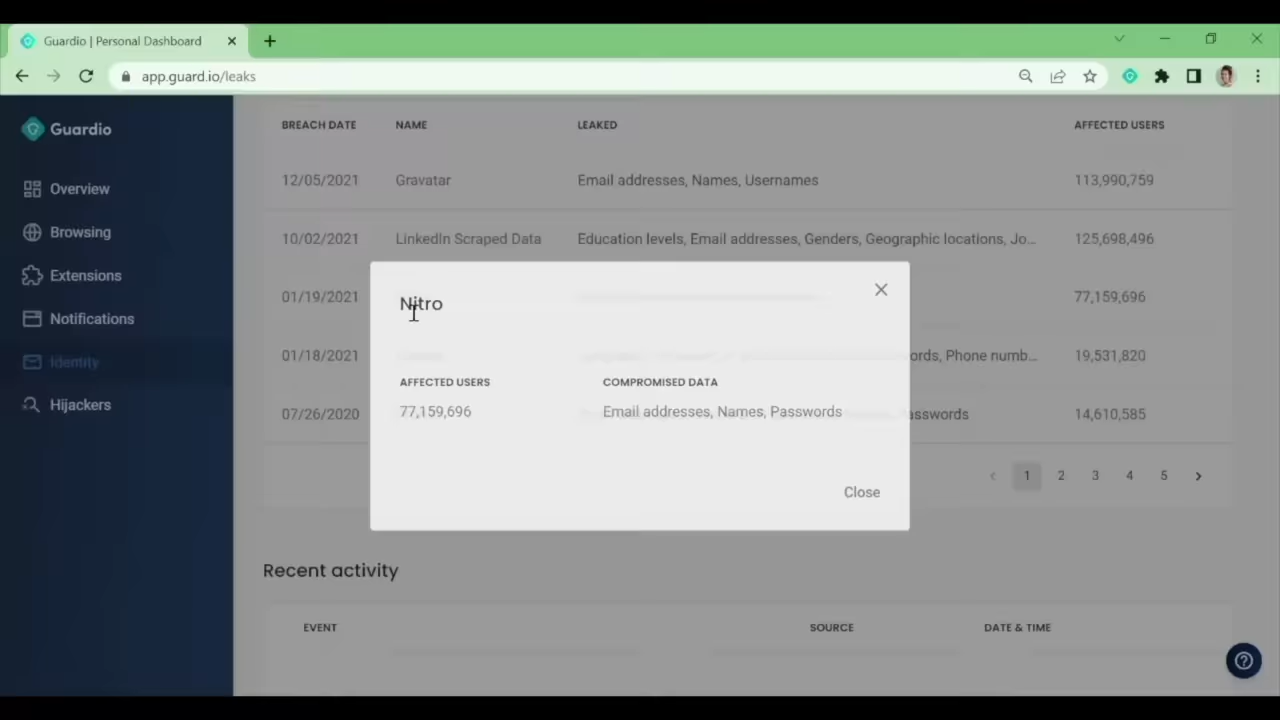 Guardio | Personal Dashboard
app.guard.io/leaks
Guardio
Overview
Browsing
Extensions
Notifications
Identity
Hijackers
BREACH DATE NAME LEAKED AFFECTED USERS
12/05/2021 Gravatar Email addresses, Names, Usernames 113,990,759
10/02/2021 LinkedIn Scraped Data Education levels, Email addresses, Genders, Geographic locations, Jo... 125,698,496
01/19/2021 77,159,696
01/18/2021 ords, Phone numb... 19,531,820
07/26/2020 asswords 14,610,585
Nitro
AFFECTED USERS COMPROMISED DATA
77,159,696 Email addresses, Names, Passwords
Close
1 2 3 4 5
Recent activity
EVENT SOURCE DATE & TIME